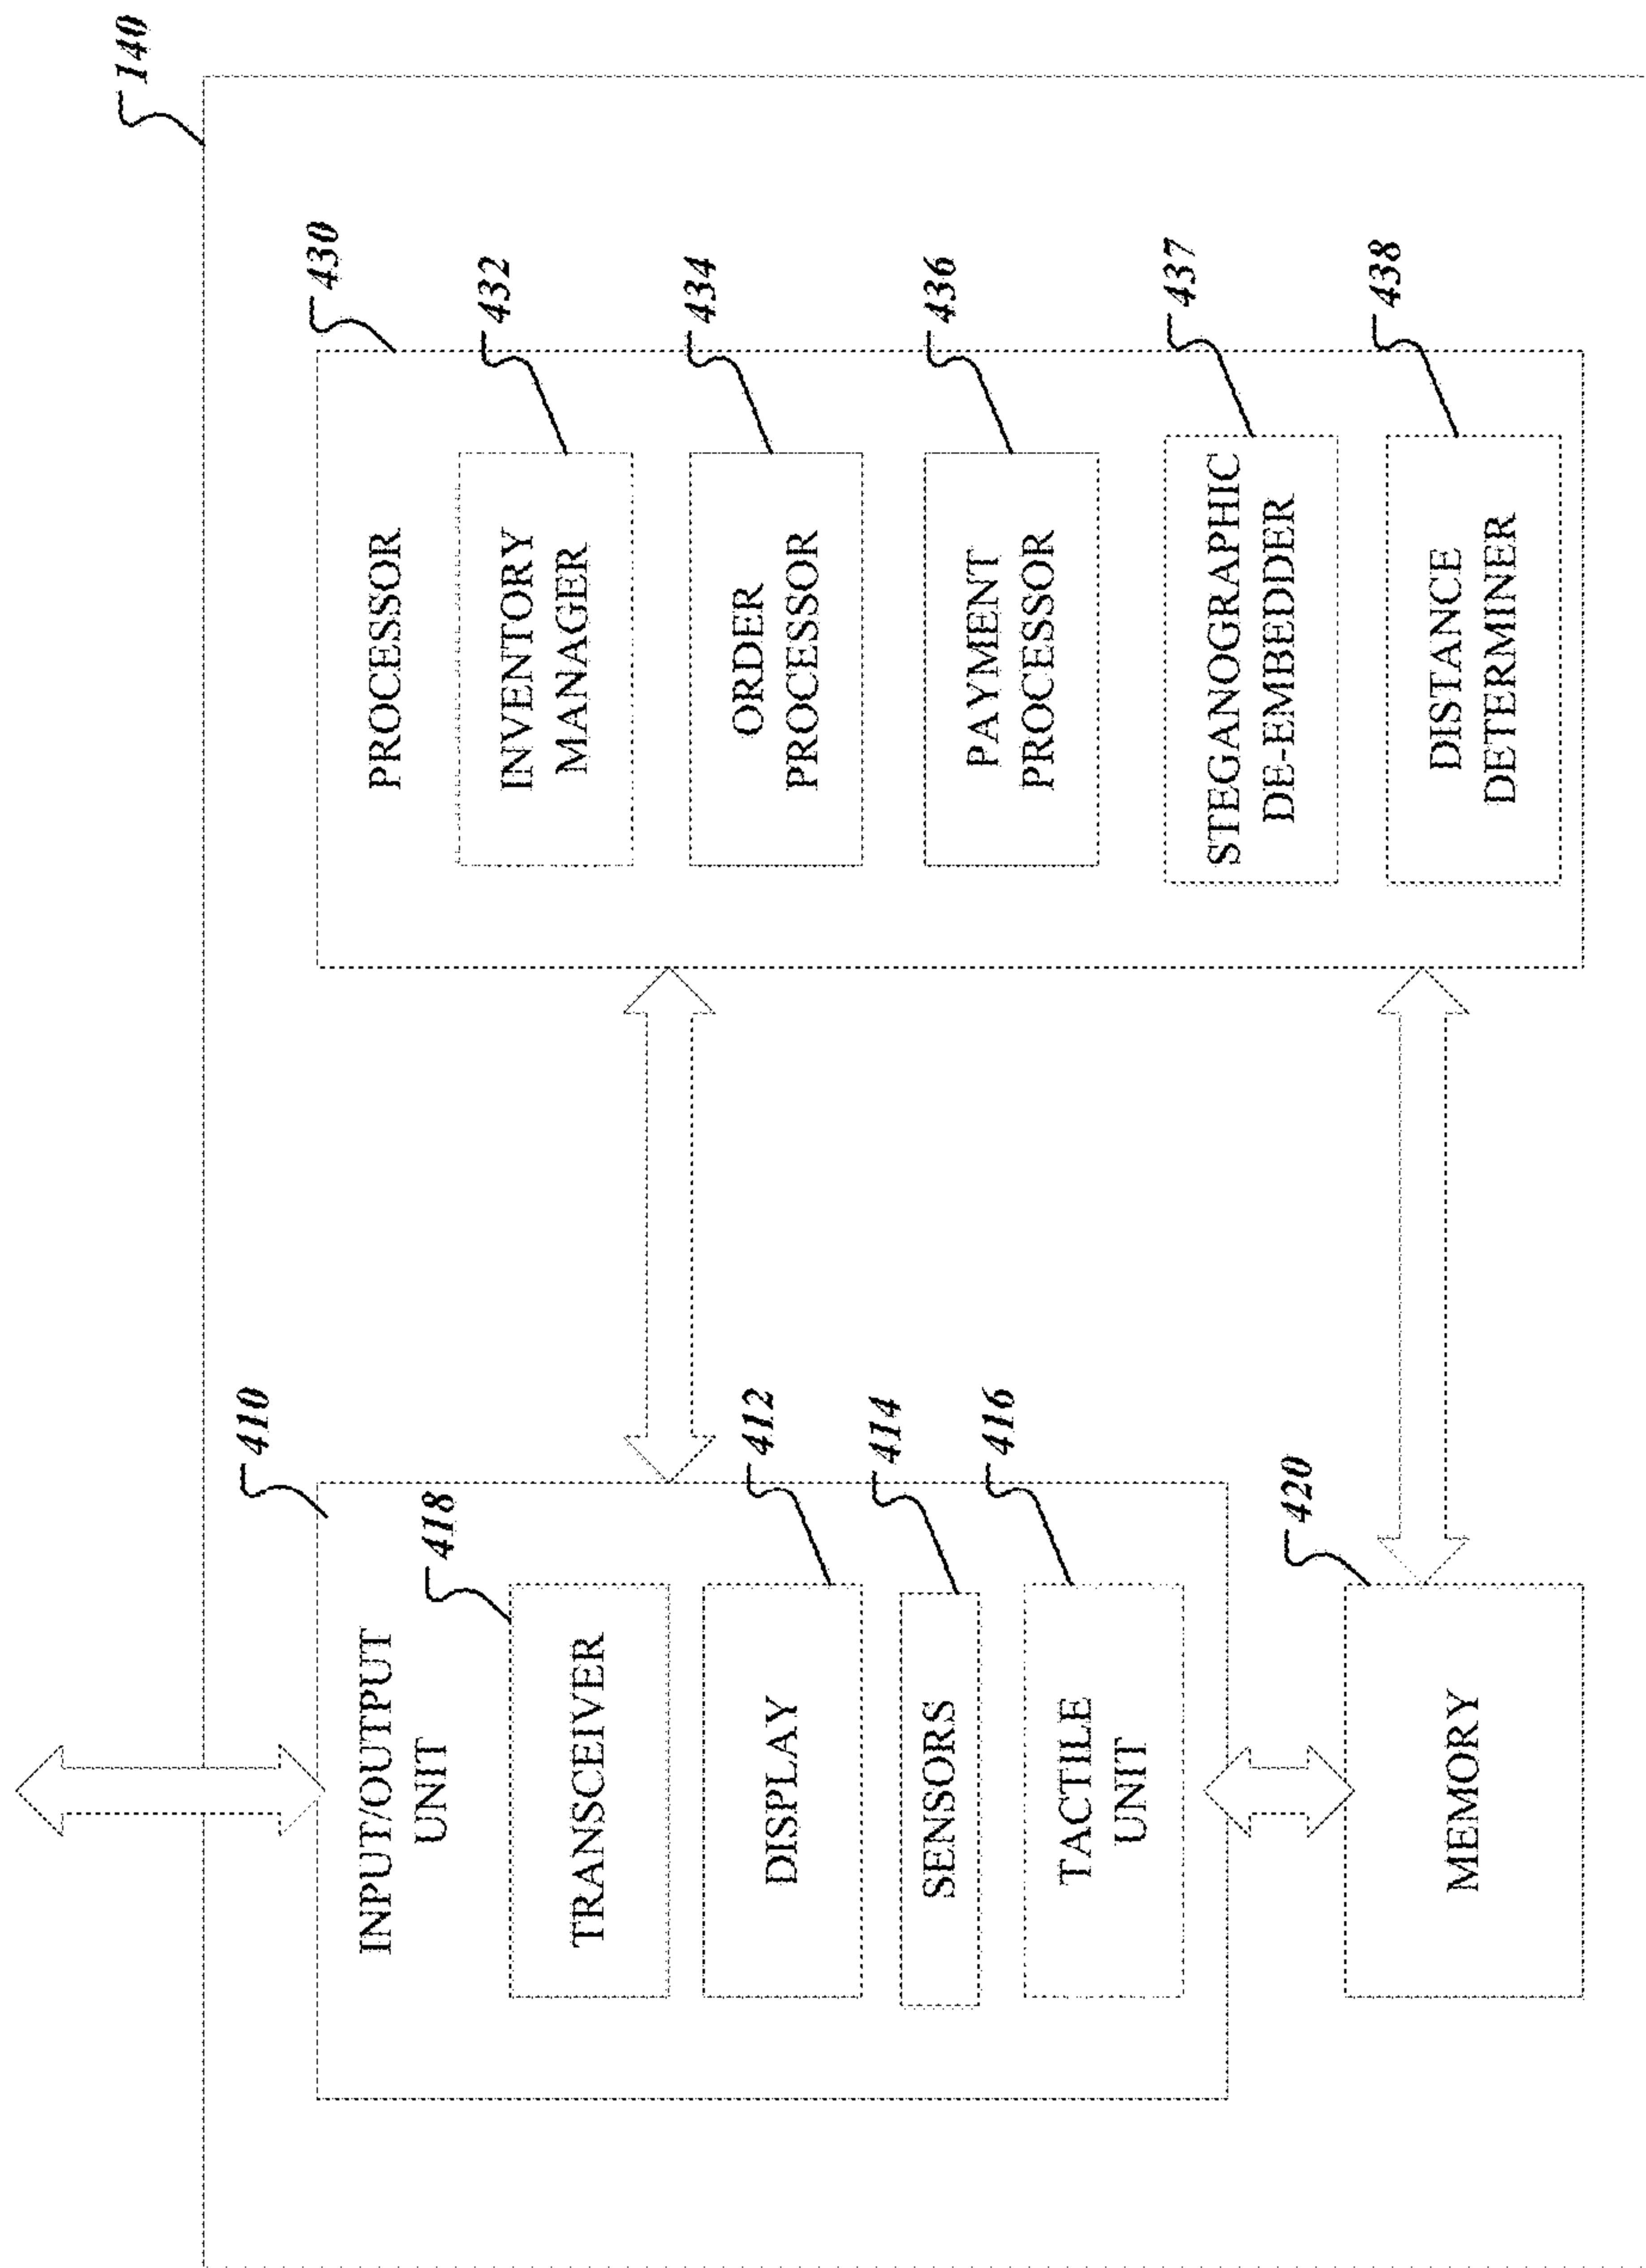 140
410
INPUT/OUTPUT
UNIT
418
TRANSCEIVER
412
DISPLAY
414
SENSORS
416
TACTILE
UNIT
420
MEMORY
430
PROCESSOR
432
INVENTORY
MANAGER
434
ORDER
PROCESSOR
436
PAYMENT
PROCESSOR
437
STEGANOGRAPHIC
DE-EMBEDDER
438
DISTANCE
DETERMINER